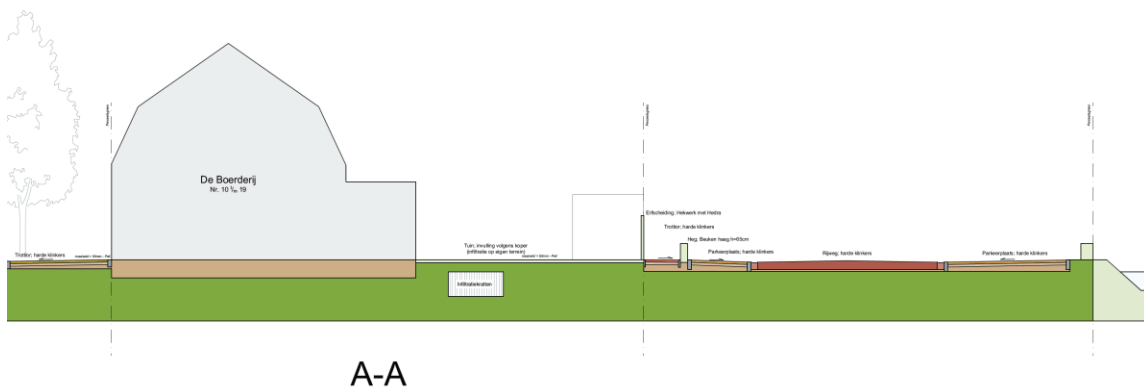 De Boerderij
Nr. 10 t/m 19
Trottoir; harde klinkers
Tuin; invulling volgens koper
(infiltratie op eigen terrein)
Infiltratiekratten
Erfscheiding; Hekwerk met Hedra
Trottoir; harde klinkers
Heg; Beuken haag;h=65cm
Parkeerplaats; harde klinkers
Rijweg; harde klinkers
Parkeerplaats; harde klinkers
A-A